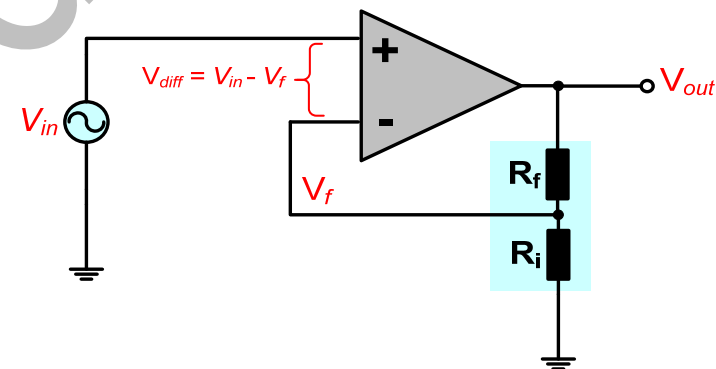 +
V_diff = V_in - V_f
V_out
V_in
-
R_f
V_f
R_i